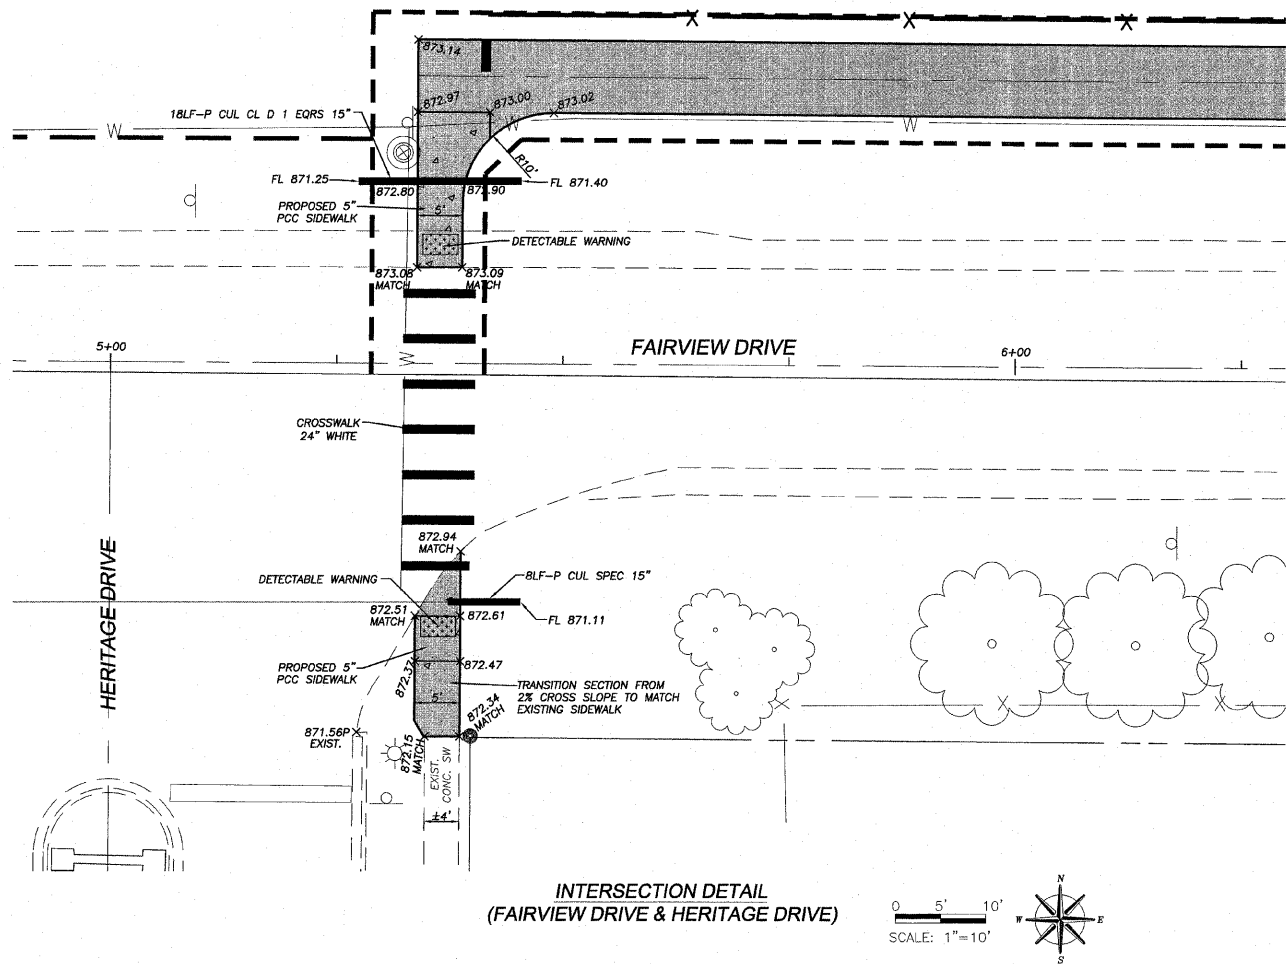 873.14
872.97
873.00
873.02
18LF-P CUL CL D 1 EQRS 15"
W
W
W
R10'
FL 871.25
872.80
872.90
FL 871.40
PROPOSED 5"
PCC SIDEWALK
5'
DETECTABLE WARNING
873.08
MATCH
873.09
MATCH
5+00
W
FAIRVIEW DRIVE
6+00
CROSSWALK
24" WHITE
872.94
MATCH
HERITAGE DRIVE
DETECTABLE WARNING
8LF-P CUL SPEC 15"
872.51
MATCH
872.61
FL 871.11
PROPOSED 5"
PCC SIDEWALK
872.37
872.47
5'
TRANSITION SECTION FROM
2% CROSS SLOPE TO MATCH
EXISTING SIDEWALK
872.34
MATCH
871.56P
EXIST.
872.15
MATCH
EXIST.
CONC. SW
±4'
INTERSECTION DETAIL
(FAIRVIEW DRIVE & HERITAGE DRIVE)
0 5' 10'
SCALE: 1"=10'
N
W E
S